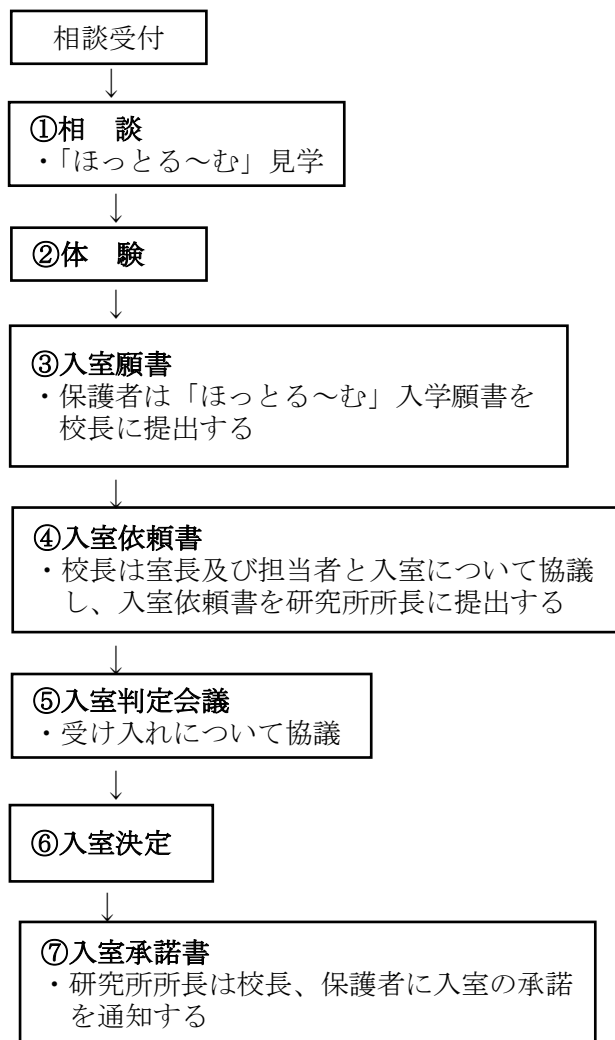 相談受付
↓
①相　談
・「ほっとる～む」見学
↓
②体　験
↓
③入室願書
・保護者は「ほっとる～む」入学願書を
校長に提出する
↓
④入室依頼書
・校長は室長及び担当者と入室について協議
し、入室依頼書を研究所所長に提出する
↓
⑤入室判定会議
・受け入れについて協議
↓
⑥入室決定
↓
⑦入室承諾書
・研究所所長は校長、保護者に入室の承諾
を通知する